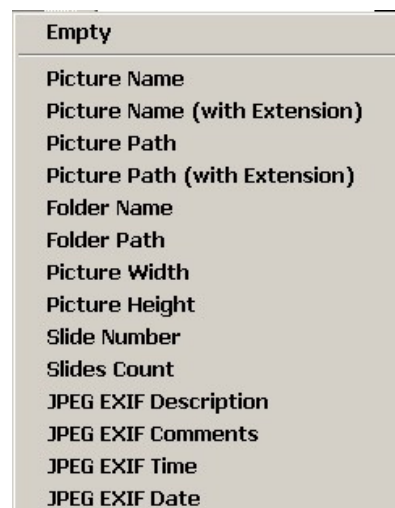 Empty
Picture Name
Picture Name (with Extension)
Picture Path
Picture Path (with Extension)
Folder Name
Folder Path
Picture Width
Picture Height
Slide Number
Slides Count
JPEG EXIF Description
JPEG EXIF Comments
JPEG EXIF Time
JPEG EXIF Date